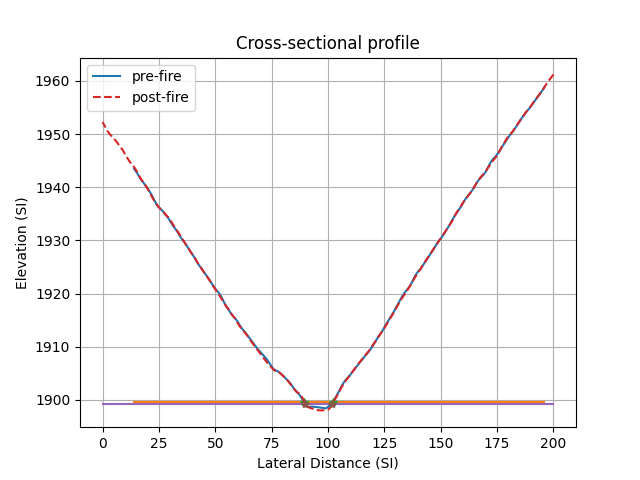 Cross-sectional profile
pre-fire
post-fire
1960
1950
1940
1930
1920
1910
1900
Elevation (SI)
0 25 50 75 100 125 150 175 200
Lateral Distance (SI)